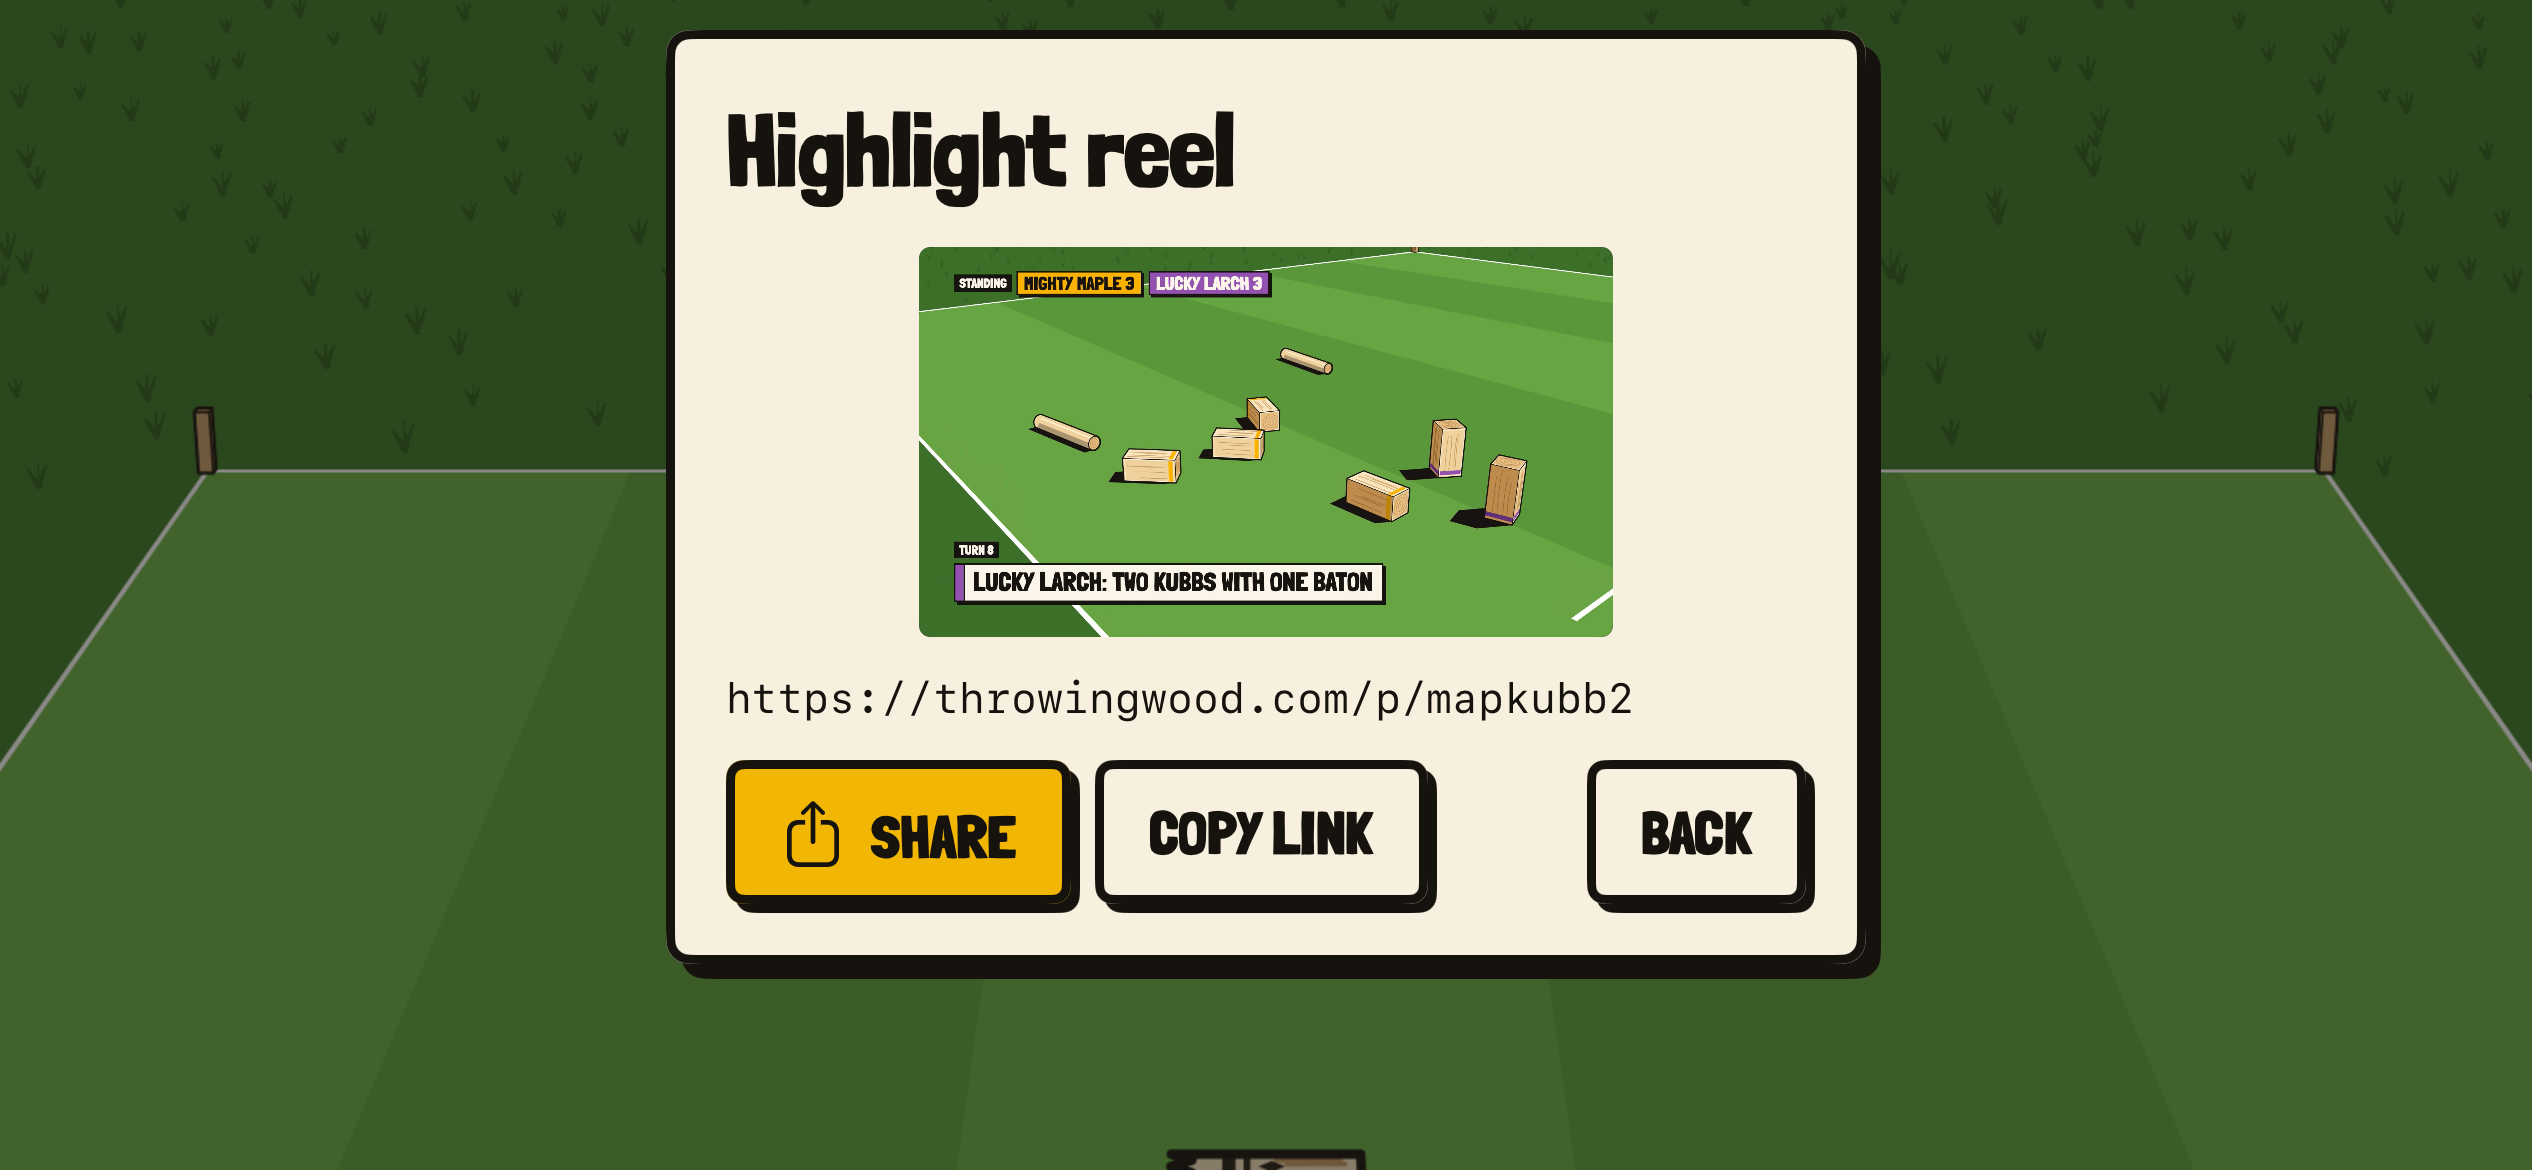 Highlight reel
STANDING MIGHTY MAPLE 3 LUCKY LARCH 3
TURN 8
LUCKY LARCH: TWO KUBBS WITH ONE BATON
https://throwingwood.com/p/mapkubb2
SHARE COPY LINK BACK